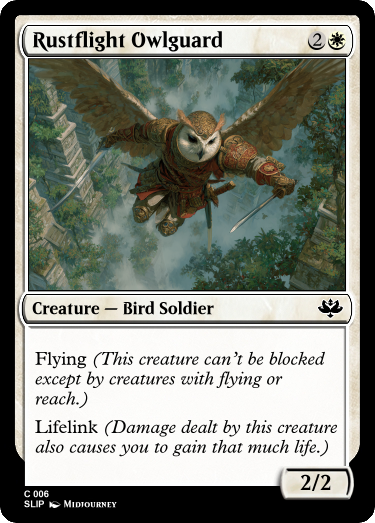 Rustflight Owlguard 2
Creature — Bird Soldier
Flying (This creature can't be blocked
except by creatures with flying or
reach.)
Lifelink (Damage dealt by this creature
also causes you to gain that much life.)
2/2
C 006
SLIP Midjourney